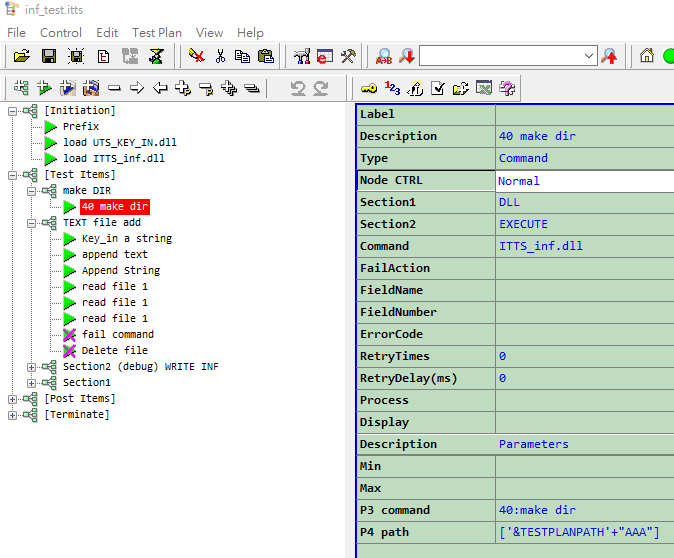 inf_test.itts
File Control Edit Test Plan View Help
A→B
123
[Initiation]
Prefix
load UTS_KEY_IN.dll
load ITTS_inf.dll
[Test Items]
make DIR
40 make dir
TEXT file add
Key_in a string
append text
Append String
read file 1
read file 1
read file 1
fail command
Delete file
Section2 (debug) WRITE INF
Section1
[Post Items]
[Terminate]
Label
Description 40 make dir
Type Command
Node CTRL Normal
Section1 DLL
Section2 EXECUTE
Command ITTS_inf.dll
FailAction
FieldName
FieldNumber
ErrorCode
RetryTimes 0
RetryDelay(ms) 0
Process
Display
Description Parameters
Min
Max
P3 command 40:make dir
P4 path ['&TESTPLANPATH'+"AAA"]